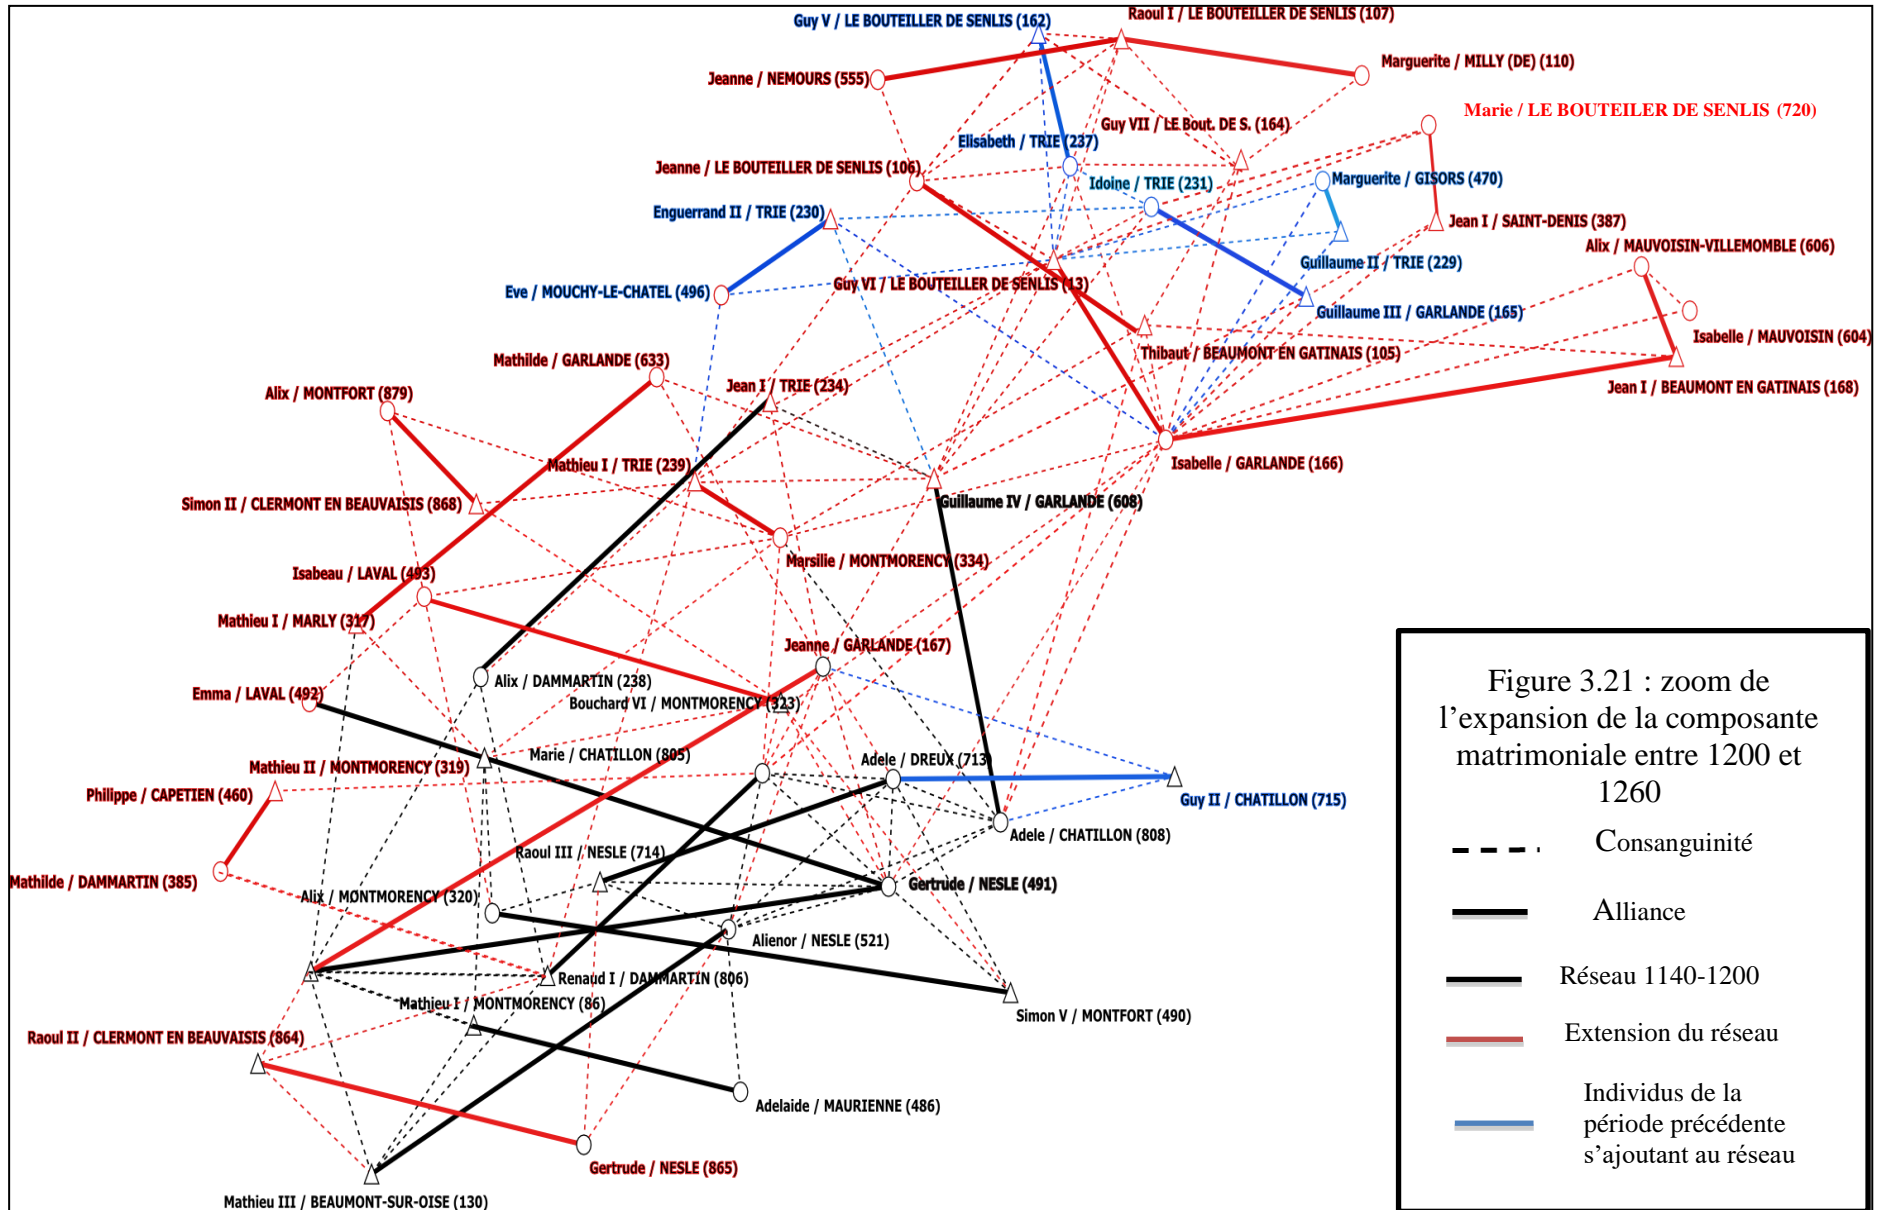 Raoul I / LE BOUTEILLER DE SENLIS (107)
Guy V / LE BOUTEILLER DE SENLIS (162)
Marguerite / MILLY (DE) (110)
Jeanne / NEMOURS (555)
Marie / LE BOUTEILER DE SENLIS (720)
Guy VII / LE Bout. DE S. (164)
Elisabeth / TRIE (237)
Jeanne / LE BOUTEILLER DE SENLIS (106)
Idoine / TRIE (231)
Marguerite / GISORS (470)
Enguerrand II / TRIE (230)
Jean I / SAINT-DENIS (387)
Alix / MAUVOISIN-VILLEMOMBLE (606)
Guillaume II / TRIE (229)
Guy VI / LE BOUTEILLER DE SENLIS (13)
Eve / MOUCHY-LE-CHATEL (496)
Guillaume III / GARLANDE (165)
Isabelle / MAUVOISIN (604)
Thibaut / BEAUMONT EN GATINAIS (105)
Mathilde / GARLANDE (633)
Jean I / TRIE (234)
Jean I / BEAUMONT EN GATINAIS (168)
Alix / MONTFORT (879)
Mathieu I / TRIE (239)
Isabelle / GARLANDE (166)
Simon II / CLERMONT EN BEAUVAISIS (868)
Guillaume IV / GARLANDE (608)
Marsilie / MONTMORENCY (334)
Isabeau / LAVAL (493)
Mathieu I / MARLY (317)
Jeanne / GARLANDE (167)
Alix / DAMMARTIN (238)
Emma / LAVAL (492)
Bouchard VI / MONTMORENCY (323)
Marie / CHATILLON (805)
Adele / DREUX (713)
Mathieu II / MONTMORENCY (319)
Philippe / CAPETIEN (460)
Guy II / CHATILLON (715)
Adele / CHATILLON (808)
Raoul III / NESLE (714)
Mathilde / DAMMARTIN (385)
Gertrude / NESLE (491)
Alix / MONTMORENCY (320)
Alienor / NESLE (521)
Renaud I / DAMMARTIN (806)
Mathieu I / MONTMORENCY (86)
Simon V / MONTFORT (490)
Raoul II / CLERMONT EN BEAUVAISIS (864)
Adelaide / MAURIENNE (486)
Gertrude / NESLE (865)
Mathieu III / BEAUMONT-SUR-OISE (130)
Figure 3.21 : zoom de
l’expansion de la composante
matrimoniale entre 1200 et
1260
Consanguinité
Alliance
Réseau 1140-1200
Extension du réseau
Individus de la
période précédente
s’ajoutant au réseau